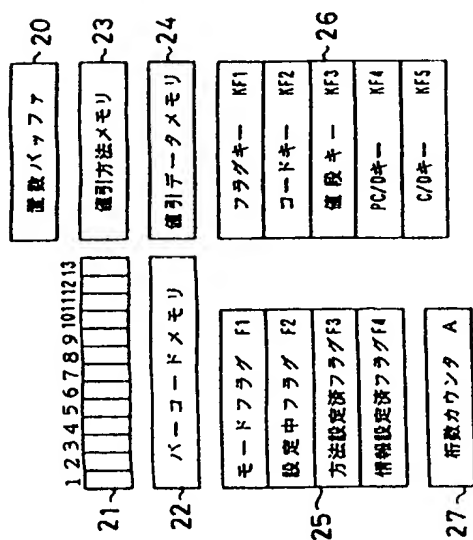 置数バッファ 20
1 2 3 4 5 6 7 8 9 10 11 12 13
21
値引方法メモリ 23
22 バーコードメモリ
値引データメモリ 24
25
モードフラグ F1
設定中フラグ F2
方法設定済フラグF3
情報設定済フラグF4
26
フラグキー KF1
コードキー KF2
値段キー KF3
PC/Dキー KF4
C/Dキー KF5
27 桁数カウンタ A